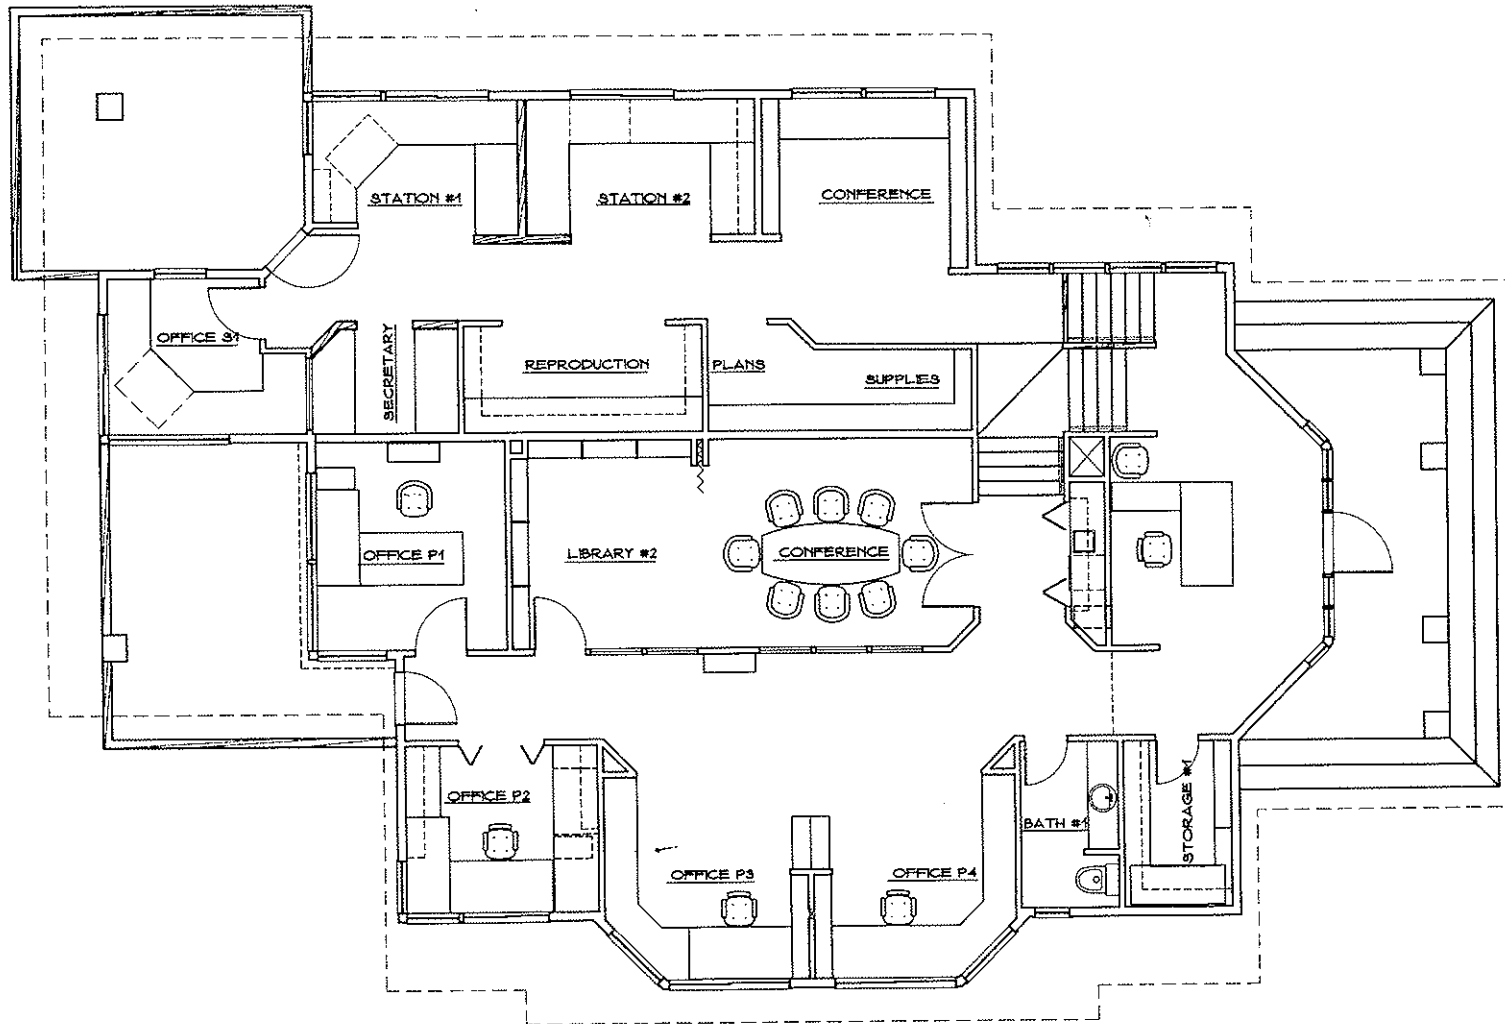 STATION #1
STATION #2
CONFERENCE
OFFICE S1
SECRETARY
REPRODUCTION
PLANS
SUPPLIES
OFFICE P1
LIBRARY #2
CONFERENCE
OFFICE P2
OFFICE P3
OFFICE P4
BATH #1
STORAGE #1